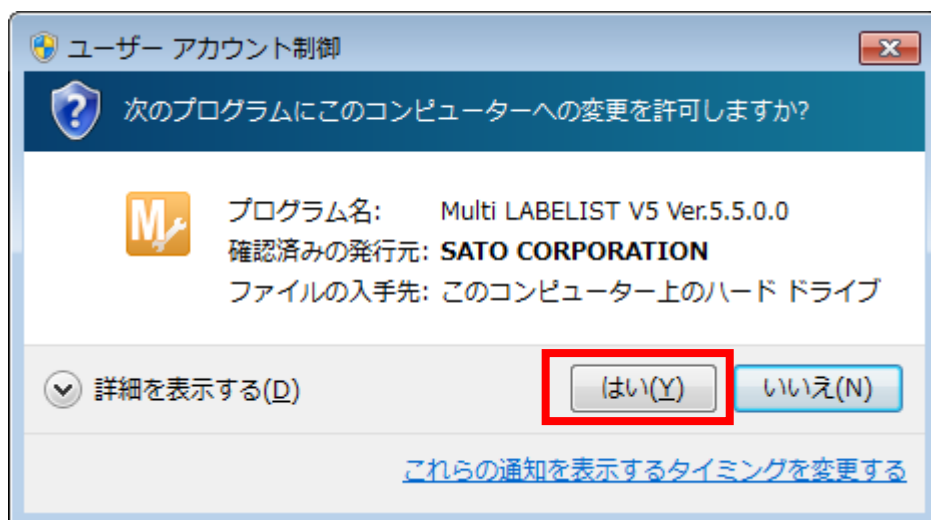 ユーザー アカウント制御
次のプログラムにこのコンピューターへの変更を許可しますか?
M
プログラム名: Multi LABELIST V5 Ver.5.5.0.0
確認済みの発行元: SATO CORPORATION
ファイルの入手先: このコンピューター上のハード ドライブ
詳細を表示する(D) はい(Y) いいえ(N)
これらの通知を表示するタイミングを変更する